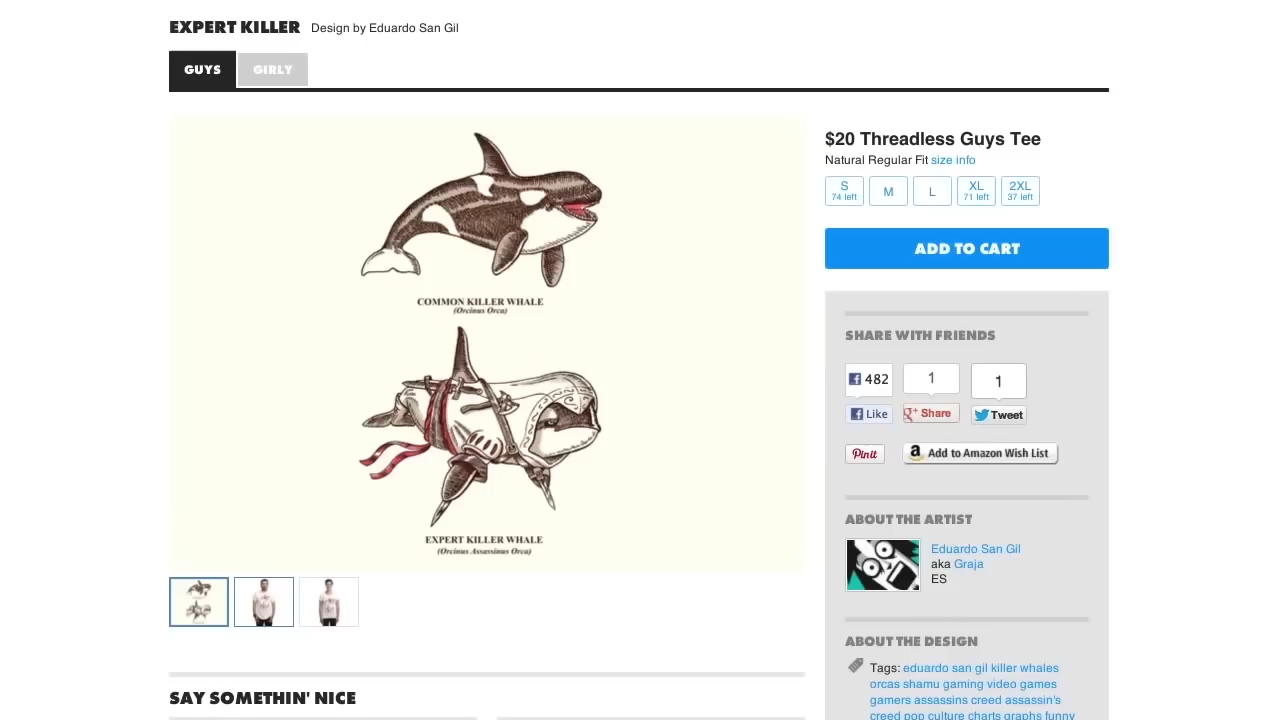 EXPERT KILLER Design by Eduardo San Gil
GUYS GIRLY
COMMON KILLER WHALE
(Orcinus Orca)
EXPERT KILLER WHALE
(Orcinus Assassinus Orca)
$20 Threadless Guys Tee
Natural Regular Fit size info
S M L XL 2XL
74 left 71 left 37 left
ADD TO CART
SHARE WITH FRIENDS
482 1 1
Like Share Tweet
Pinit Add to Amazon Wish List
ABOUT THE ARTIST
Eduardo San Gil
aka Graja
ES
ABOUT THE DESIGN
Tags: eduardo san gil killer whales
orcas shamu gaming video games
gamers assassins creed assassin's
creed pop culture charts graphs funny
SAY SOMETHIN' NICE